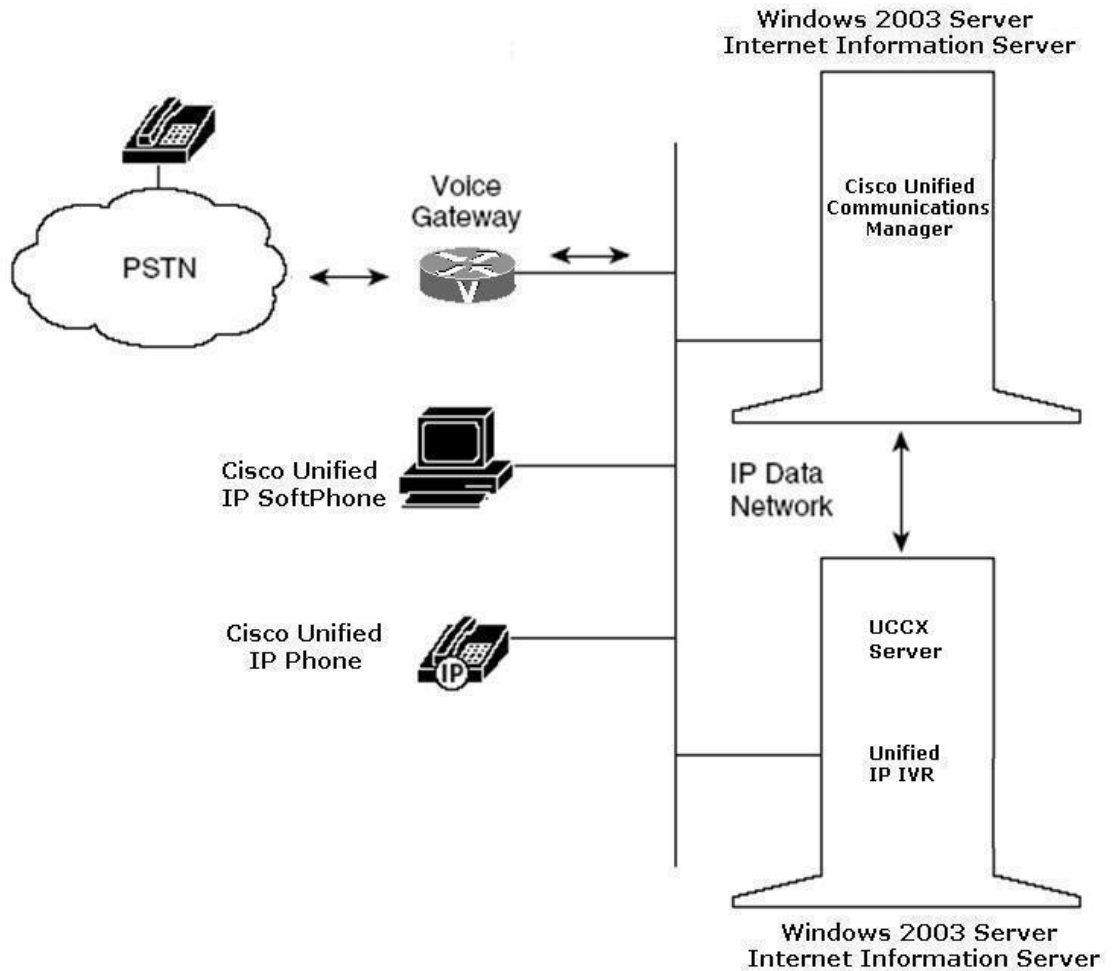 Windows 2003 Server
Internet Information Server
Cisco Unified
Communications
Manager
Voice
Gateway
PSTN
V
Cisco Unified
IP SoftPhone
IP Data
Network
Cisco Unified
IP Phone
IP
UCCX
Server
Unified
IP IVR
Windows 2003 Server
Internet Information Server